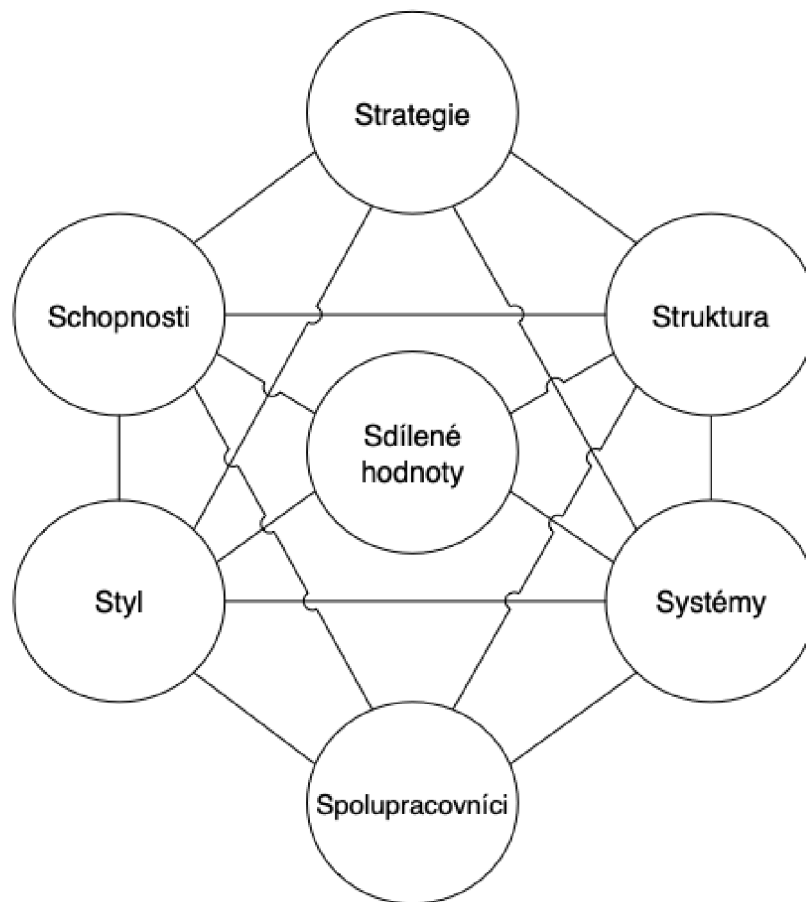 Strategie
Schopnosti
Struktura
Sdílené
hodnoty
Styl
Systémy
Spolupracovníci